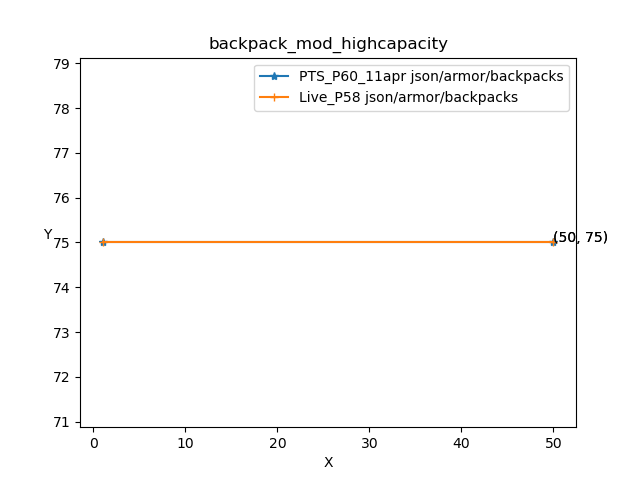 backpack_mod_highcapacity
PTS_P60_11apr json/armor/backpacks
Live_P58 json/armor/backpacks
79
78
77
76
Y
75
(50, 75)
74
73
72
71
0 10 20 30 40 50
X